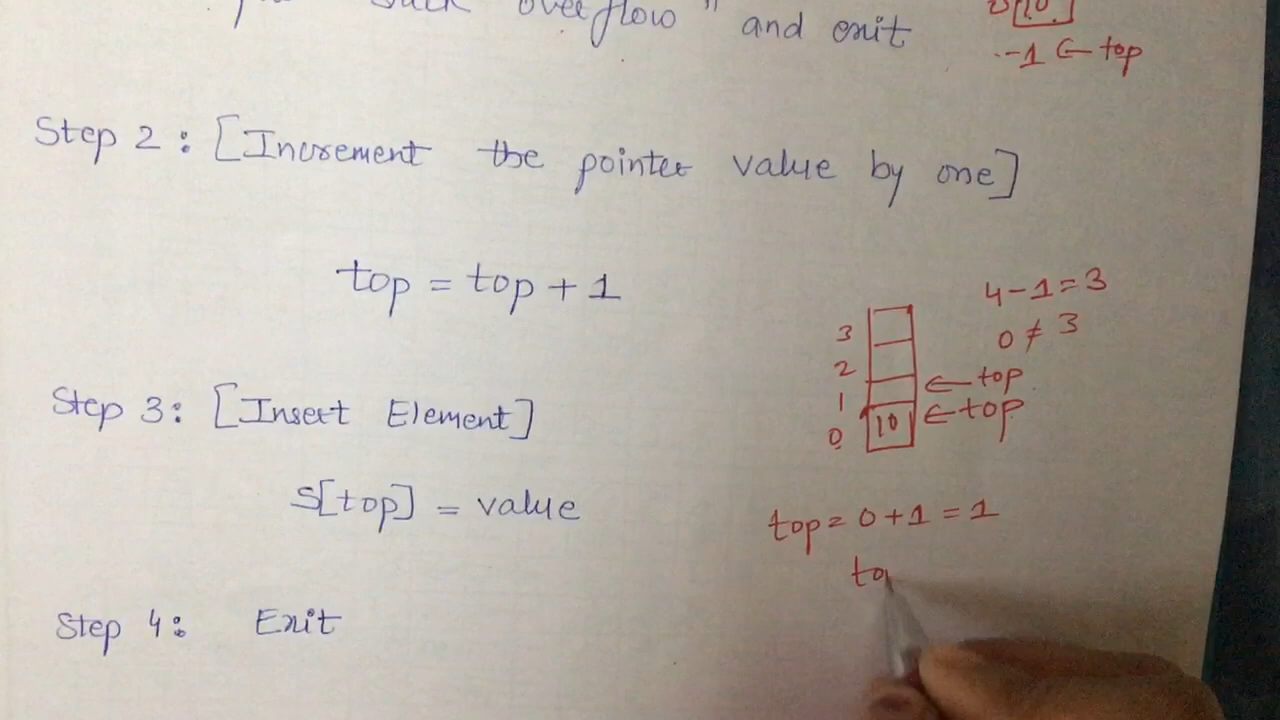 overflow" and exit
-1 ← top
Step 2: [Increment the pointer value by one]
top = top + 1
4 - 1 = 3
0 ≠ 3
3
2
← top
1
← top
0
10
Step 3: [Insert Element]
S[top] = value
top = 0 + 1 = 1
to
Step 4: Exit